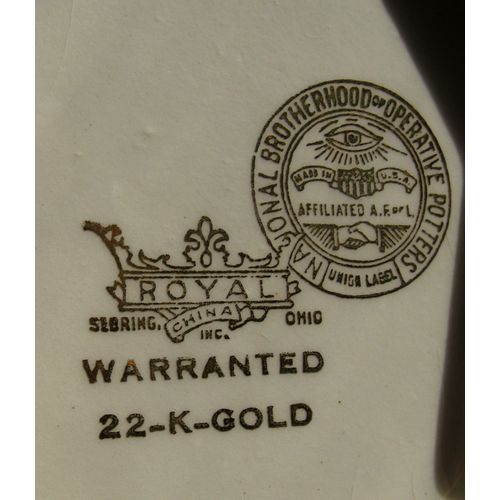 NATIONAL BROTHERHOOD OF OPERATIVE POTTERS
MADE IN U.S.A.
AFFILIATED A.F. OF L.
UNION LABEL
ROYAL
CHINA
SEBRING, INC. OHIO
WARRANTED
22-K-GOLD